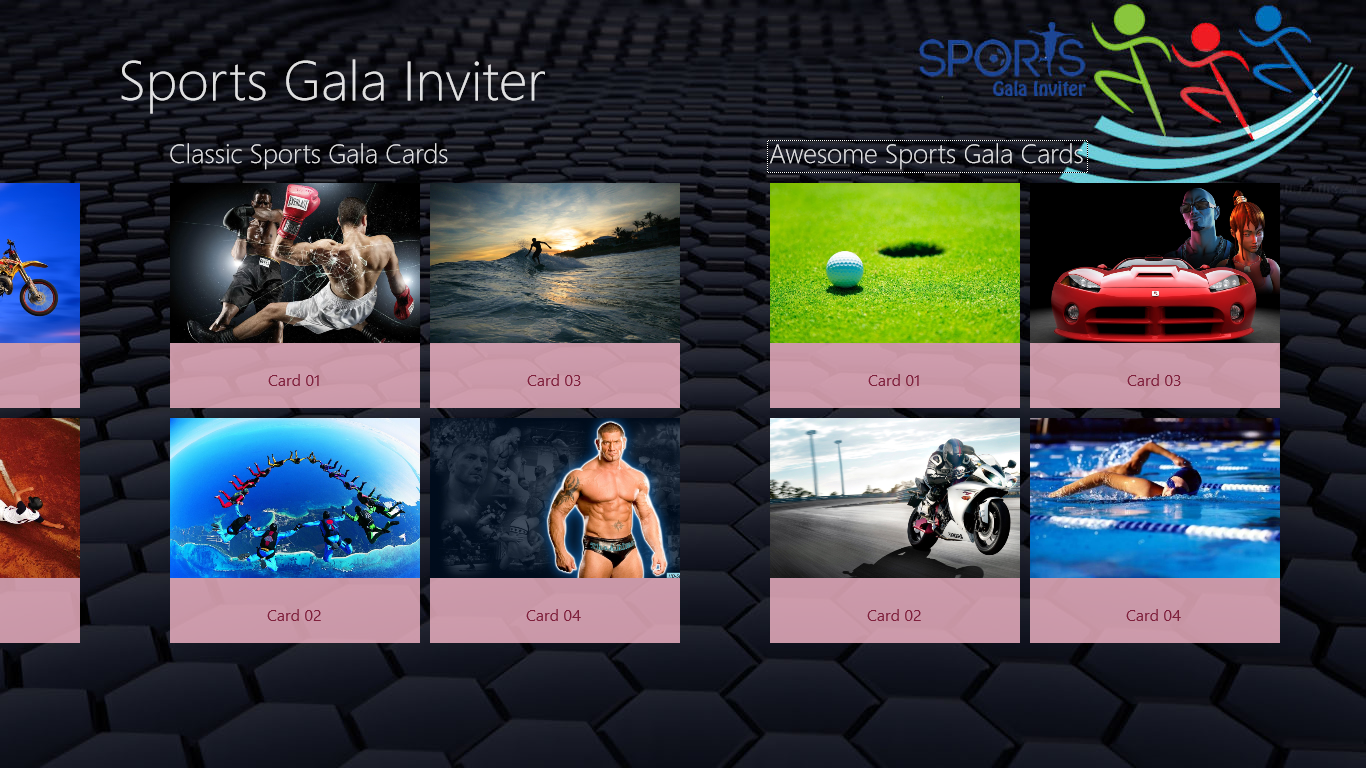 Sports Gala Inviter
SPORTS
Gala Inviter
Classic Sports Gala Cards
Awesome Sports Gala Cards
EVERLAST
Card 01
Card 03
Card 01
Card 03
Card 02
Card 04
Card 02
Card 04